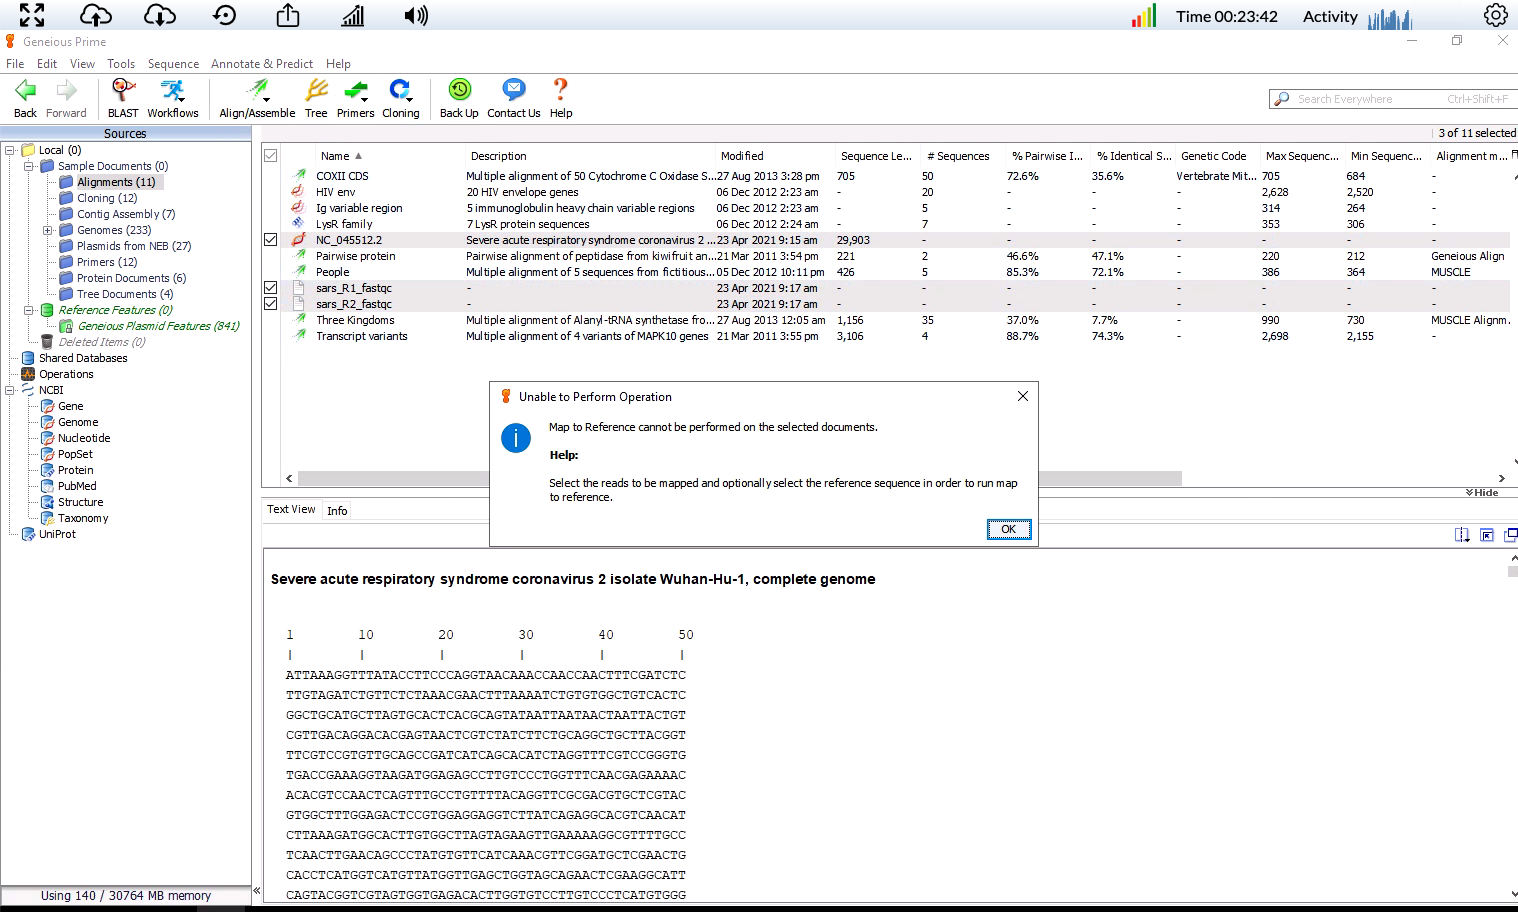 Time 00:23:42 Activity
Geneious Prime
File Edit View Tools Sequence Annotate & Predict Help
Back Forward BLAST Workflows Align/Assemble Tree Primers Cloning Back Up Contact Us Help
Search Everywhere Ctrl+Shift+F
Sources
3 of 11 selected
Local (0)
Sample Documents (0)
Alignments (11)
Cloning (12)
Contig Assembly (7)
Genomes (233)
Plasmids from NEB (27)
Primers (12)
Protein Documents (6)
Tree Documents (4)
Reference Features (0)
Geneious Plasmid Features (841)
Deleted Items (0)
Shared Databases
Operations
NCBI
Gene
Genome
Nucleotide
PopSet
Protein
PubMed
Structure
Taxonomy
UniProt
Using 140 / 30764 MB memory
Name Description Modified Sequence Le... # Sequences % Pairwise I... % Identical S... Genetic Code Max Sequenc... Min Sequenc... Alignment m...
COXII CDS Multiple alignment of 50 Cytochrome C Oxidase S... 27 Aug 2013 3:28 pm 705 50 72.6% 35.6% Vertebrate Mit... 705 684 -
HIV env 20 HIV envelope genes 06 Dec 2012 2:23 am - 20 - - - 2,628 2,520 -
Ig variable region 5 immunoglobulin heavy chain variable regions 06 Dec 2012 2:23 am - 5 - - - 314 264 -
LysR family 7 LysR protein sequences 06 Dec 2012 2:24 am - 7 - - - 353 306 -
NC_045512.2 Severe acute respiratory syndrome coronavirus 2 ... 23 Apr 2021 9:15 am 29,903 - - - - - - -
Pairwise protein Pairwise alignment of peptidase from kiwifruit an... 21 Mar 2011 3:54 pm 221 2 46.6% 47.1% - 220 212 Geneious Align
People Multiple alignment of 5 sequences from fictitious... 05 Dec 2012 10:11 pm 426 5 85.3% 72.1% - 386 364 MUSCLE
sars_R1_fastqc - 23 Apr 2021 9:17 am - - - - - - - -
sars_R2_fastqc - 23 Apr 2021 9:17 am - - - - - - - -
Three Kingdoms Multiple alignment of Alanyl-tRNA synthetase fro... 27 Aug 2013 12:05 am 1,156 35 37.0% 7.7% - 990 730 MUSCLE Alignm.
Transcript variants Multiple alignment of 4 variants of MAPK10 genes 21 Mar 2011 3:55 pm 3,106 4 88.7% 74.3% - 2,698 2,155 -
Unable to Perform Operation
Map to Reference cannot be performed on the selected documents.
Help:
Select the reads to be mapped and optionally select the reference sequence in order to run map
to reference.
OK
Hide
Text View Info
Severe acute respiratory syndrome coronavirus 2 isolate Wuhan-Hu-1, complete genome
1 10 20 30 40 50
ATTAAAGGTTTATACCTTCCCAGGTAACAAACCAACCAACTTTCGATCTC
TTGTAGATCTGTTCTCTAAACGAACTTTAAAATCTGTGTGGCTGTCACTC
GGCTGCATGCTTAGTGCACTCACGCAGTATAATTAATAACTAATTACTGT
CGTTGACAGGACACGAGTAACTCGTCTATCTTCTGCAGGCTGCTTACGGT
TTCGTCCGTGTTGCAGCCGATCATCAGCACATCTAGGTTTCGTCCGGGTG
TGACCGAAAGGTAAGATGGAGAGCCTTGTCCCTGGTTTCAACGAGAAAAC
ACACGTCCAACTCAGTTTGCCTGTTTTACAGGTTCGCGACGTGCTCGTAC
GTGGCTTTGGAGACTCCGTGGAGGAGGTCTTATCAGAGGCACGTCAACAT
CTTAAAGATGGCACTTGTGGCTTAGTAGAAGTTGAAAAAGGCGTTTTGCC
TCAACTTGAACAGCCCTATGTGTTCATCAAACGTTCGGATGCTCGAACTG
CACCTCATGGTCATGTTATGGTTGAGCTGGTAGCAGAACTCGAAGGCATT
CAGTACGGTCGTAGTGGTGAGACACTTGGTGTCCTTGTCCCTCATGTGGG